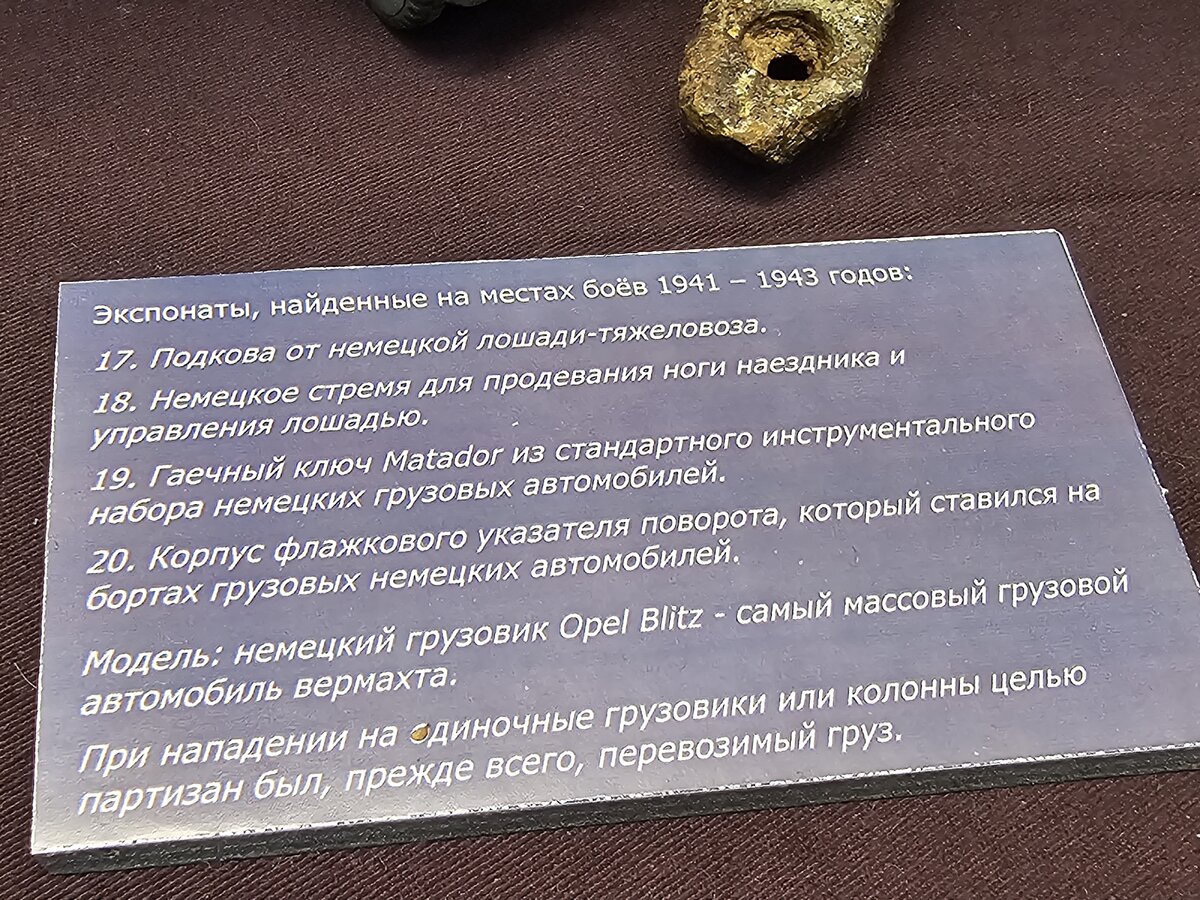 Экспонаты, найденные на местах боёв 1941 – 1943 годов:
17. Подкова от немецкой лошади-тяжеловоза.
18. Немецкое стремя для продевания ноги наездника и
управления лошадью.
19. Гаечный ключ Matador из стандартного инструментального
набора немецких грузовых автомобилей.
20. Корпус флажкового указателя поворота, который ставился на
бортах грузовых немецких автомобилей.
Модель: немецкий грузовик Opel Blitz - самый массовый грузовой
автомобиль вермахта.
При нападении на одиночные грузовики или колонны целью
партизан был, прежде всего, перевозимый груз.